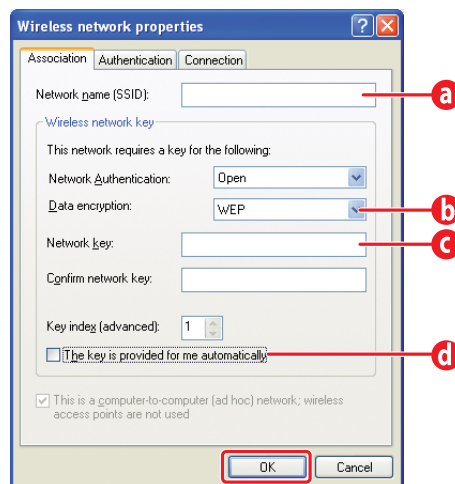 Wireless network properties
Association Authentication Connection
Network name (SSID):
a
Wireless network key
This network requires a key for the following:
Network Authentication: Open
Data encryption: WEP
b
Network key:
c
Confirm network key:
Key index (advanced): 1
The key is provided for me automatically
d
This is a computer-to-computer (ad hoc) network; wireless
access points are not used
OK Cancel